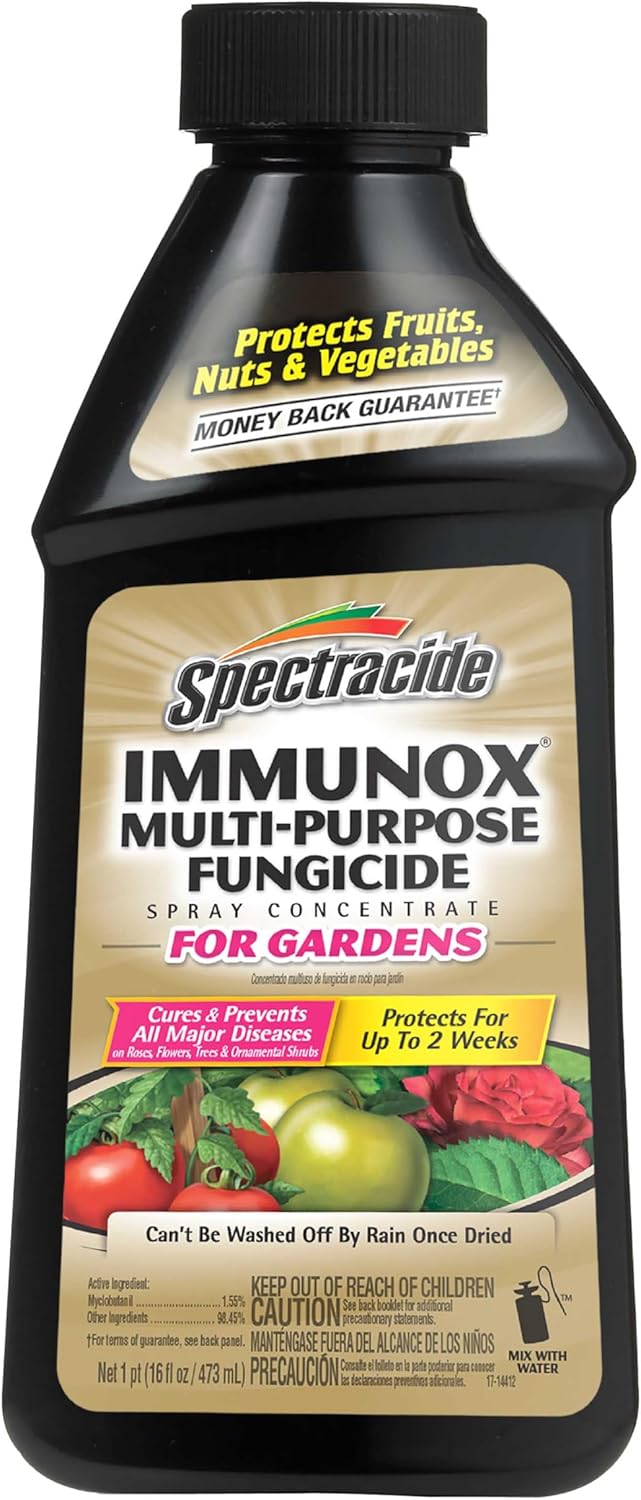 Protects Fruits,
Nuts & Vegetables
MONEY BACK GUARANTEE†
Spectracide
IMMUNOX®
MULTI-PURPOSE
FUNGICIDE
SPRAY CONCENTRATE
FOR GARDENS
Concentrado multiuso de fungicida en rocío para jardín
Cures & Prevents
All Major Diseases
on Roses, Flowers, Trees & Ornamental Shrubs
Protects For
Up To 2 Weeks
Can't Be Washed Off By Rain Once Dried
Active Ingredient:
Myclobutanil ........................ 1.55%
Other Ingredients ................... 98.45%
†For terms of guarantee, see back panel.
Net 1 pt (16 fl oz / 473 mL)
KEEP OUT OF REACH OF CHILDREN
CAUTION See back booklet for additional
precautionary statements.
MANTÉNGASE FUERA DEL ALCANCE DE LOS NIÑOS
PRECAUCIÓN Consulte el folleto en la parte posterior para conocer
las declaraciones preventivas adicionales.
17-14412
TM
MIX WITH
WATER